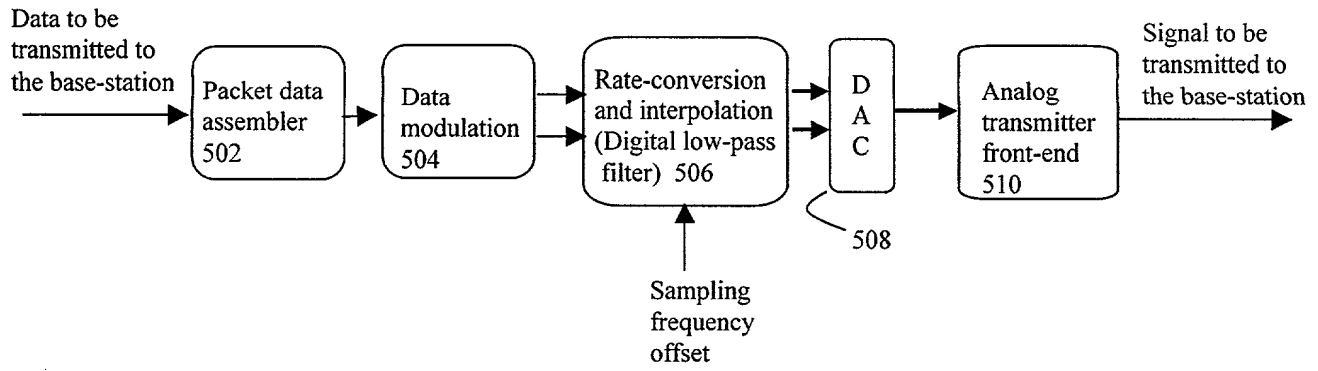 Data to be
transmitted to
the base-station
Packet data
assembler
502
Data
modulation
504
Rate-conversion
and interpolation
(Digital low-pass
filter) 506
D
A
C
508
Analog
transmitter
front-end
510
Signal to be
transmitted to
the base-station
Sampling
frequency
offset